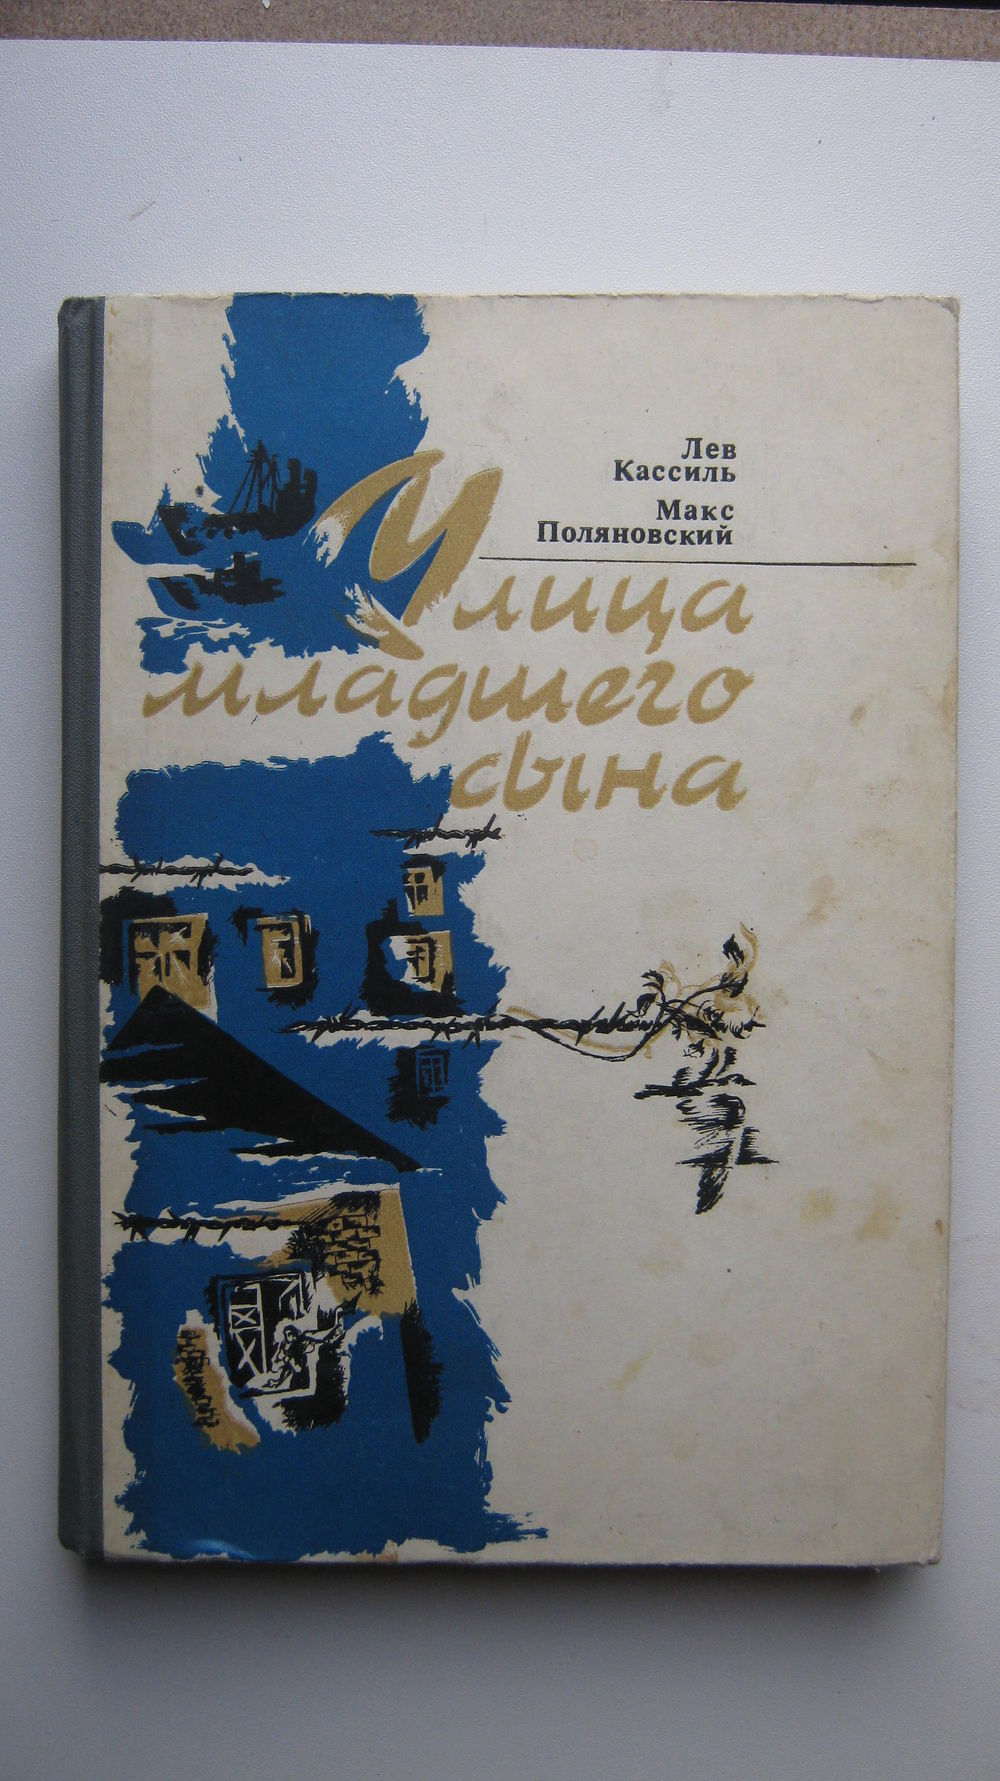 Лев
Кассиль
Макс
Поляновский
Улица
младшего
сына